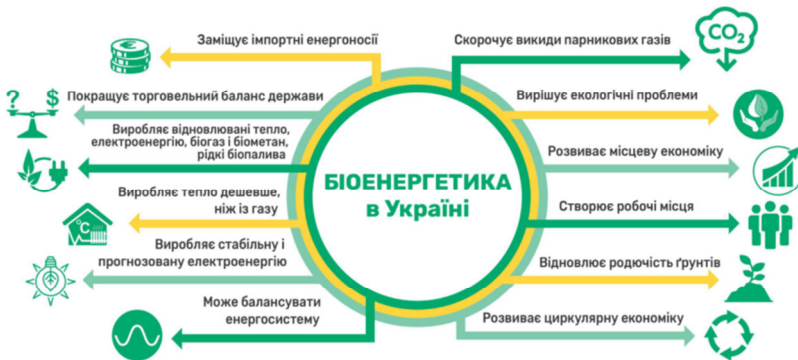 Заміщує імпортні енергоносії
? $
Покращує торговельний баланс держави
Виробляє відновлювані тепло,
електроенергію, біогаз і біометан,
рідкі біопалива
°C
Виробляє тепло дешевше,
ніж із газу
Виробляє стабільну і
прогнозовану електроенергію
Може балансувати
енергосистему
БІОЕНЕРГЕТИКА
в Україні
Скорочує викиди парникових газів
CO2
Вирішує екологічні проблеми
Розвиває місцеву економіку
Створює робочі місця
Відновлює родючість ґрунтів
Розвиває циркулярну економіку